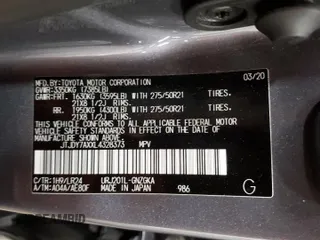 MFD.BY:TOYOTA MOTOR CORPORATION 03/20
GVWR:3350KG (7385LB)
GAWR:FRT. 1630KG (3595LB) WITH 275/50R21 TIRES.
21X8 1/2J RIMS.
RR. 1950KG (4300LB) WITH 275/50R21 TIRES.
21X8 1/2J RIMS.
THIS VEHICLE CONFORMS TO ALL APPLICABLE
FEDERAL MOTOR VEHICLE SAFETY STANDARDS IN
EFFECT ON THE DATE OF MANUFACTURE SHOWN ABOVE.
JTJDY7AXXL4328373 MPV
C/TR: 1H9/LR24 URJ201L-GNZGKA
A/TM: A04A/AE80F MADE IN JAPAN 986 G